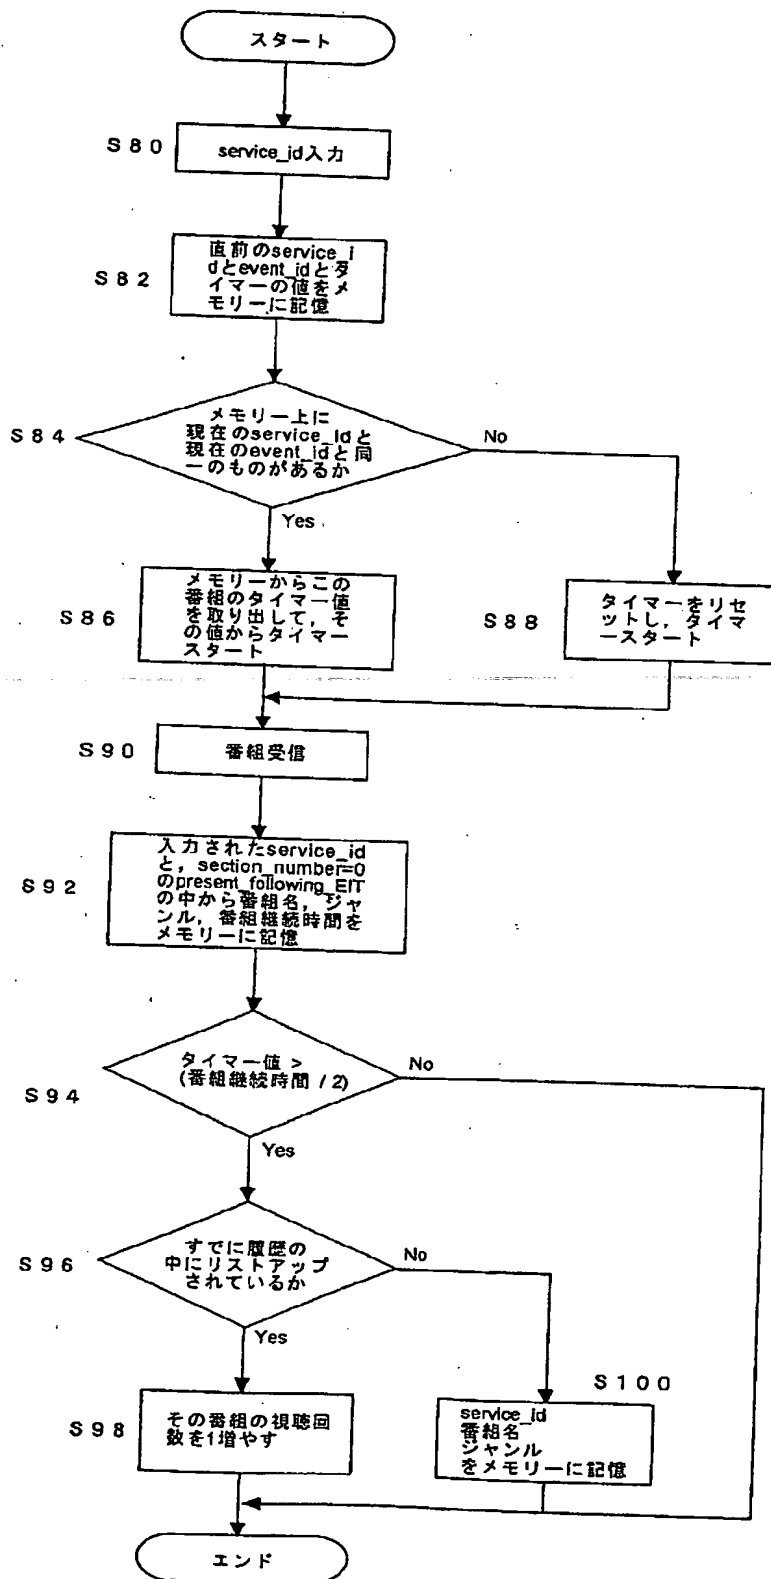 スタート
S80
service_id入力
S82
直前のservice_i
dとevent_idとタ
イマーの値をメ
モリーに記憶
S84
メモリー上に
現在のservice_idと
現在のevent_idと同
一のものがあるか
No
Yes
S86
メモリーからこの
番組のタイマー値
を取り出して，そ
の値からタイマー
スタート
S88
タイマーをリセ
ットし，タイマ
ースタート
S90
番組受信
S92
入力されたservice_id
と，section_number=0
のpresent_following_EIT
の中から番組名，ジャ
ンル，番組継続時間を
メモリーに記憶
S94
タイマー値 >
(番組継続時間 / 2)
No
Yes
S96
すでに履歴の
中にリストアップ
されているか
No
Yes
S98
その番組の視聴回
数を1増やす
S100
service_id
番組名
ジャンル
をメモリーに記憶
エンド